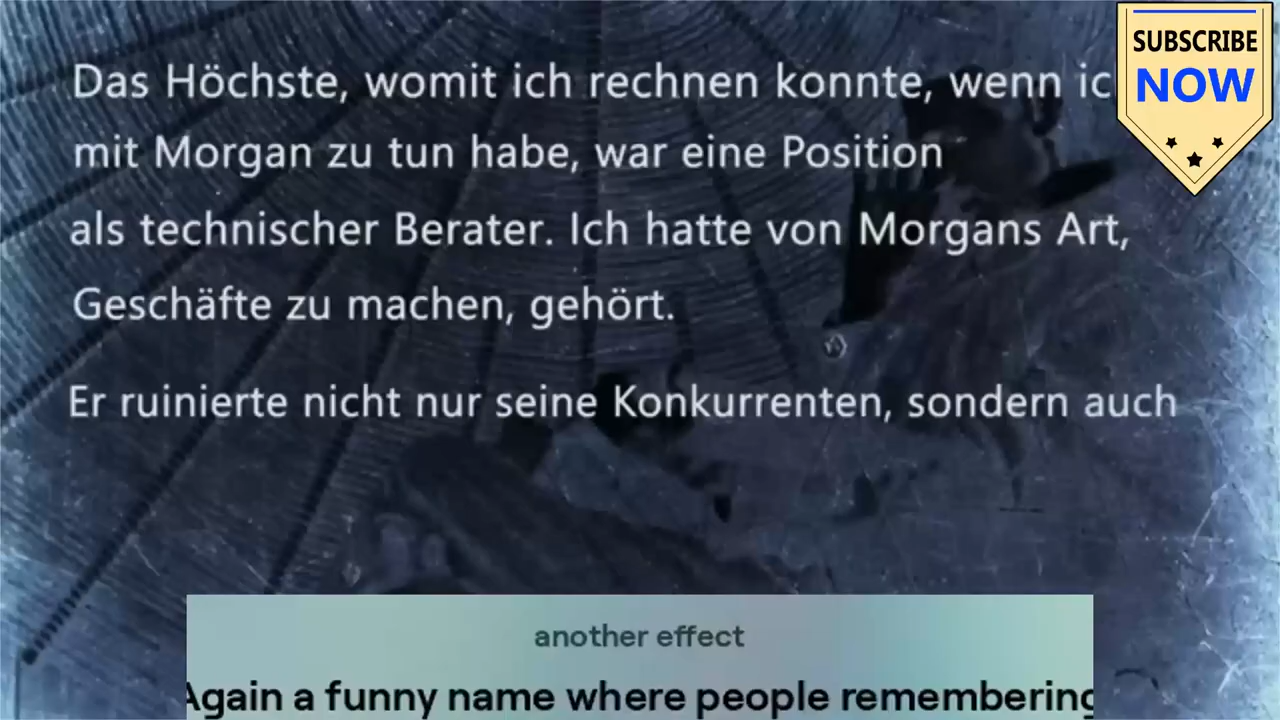 Das Höchste, womit ich rechnen konnte, wenn ic
mit Morgan zu tun habe, war eine Position
als technischer Berater. Ich hatte von Morgans Art,
Geschäfte zu machen, gehört.
Er ruinierte nicht nur seine Konkurrenten, sondern auch
SUBSCRIBE
NOW
another effect
Again a funny name where people remembering